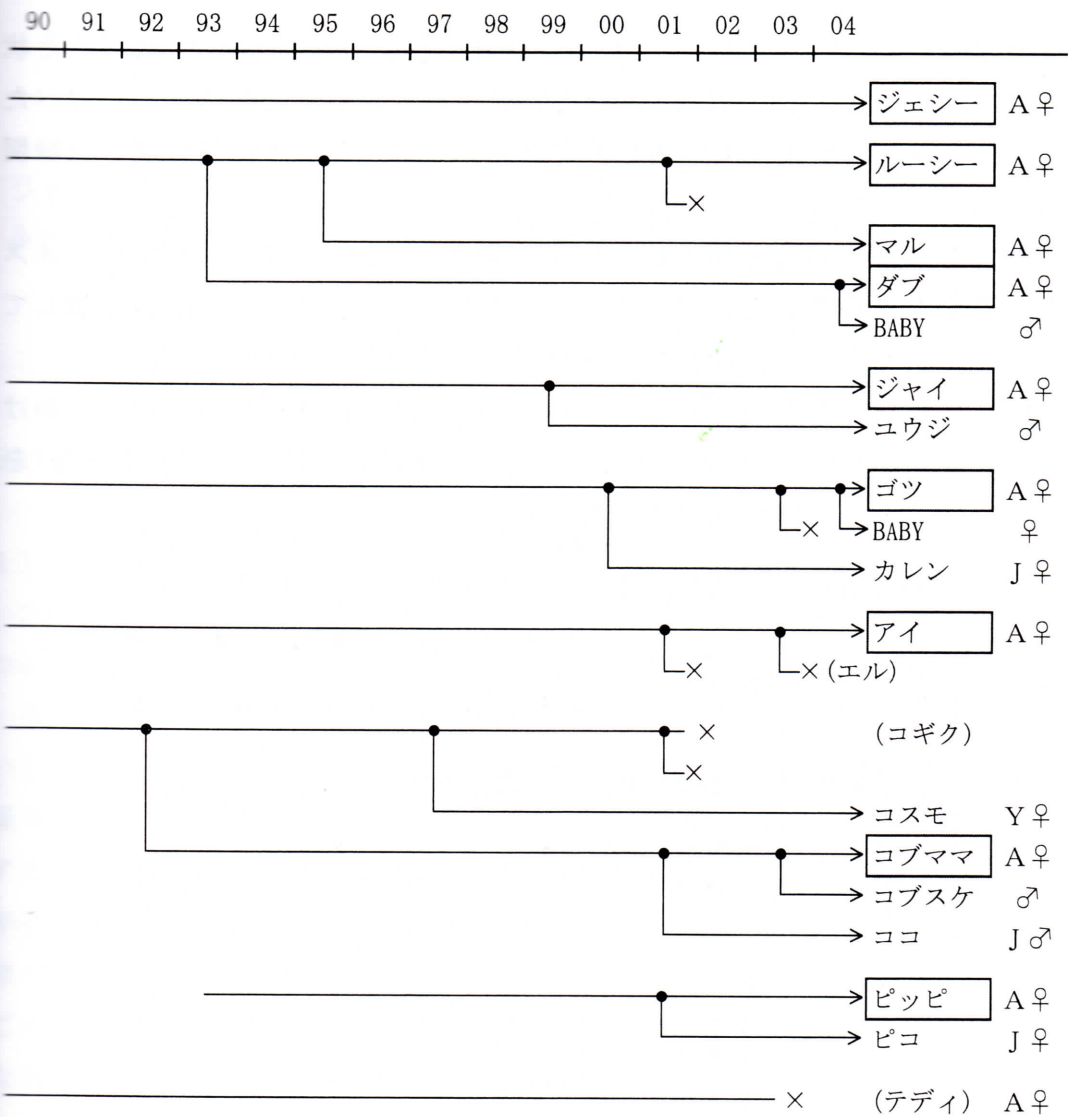 90 91 92 93 94 95 96 97 98 99 00 01 02 03 04
ジェシー A♀
ルーシー A♀
×
マル A♀
ダブ A♀
BABY ♂
ジャイ A♀
ユウジ ♂
ゴツ A♀
× BABY ♀
カレン J♀
アイ A♀
× ×(エル)
× (コギク)
×
コスモ Y♀
コブママ A♀
コブスケ ♂
ココ J♂
ピッピ A♀
ピコ J♀
× (テディ) A♀